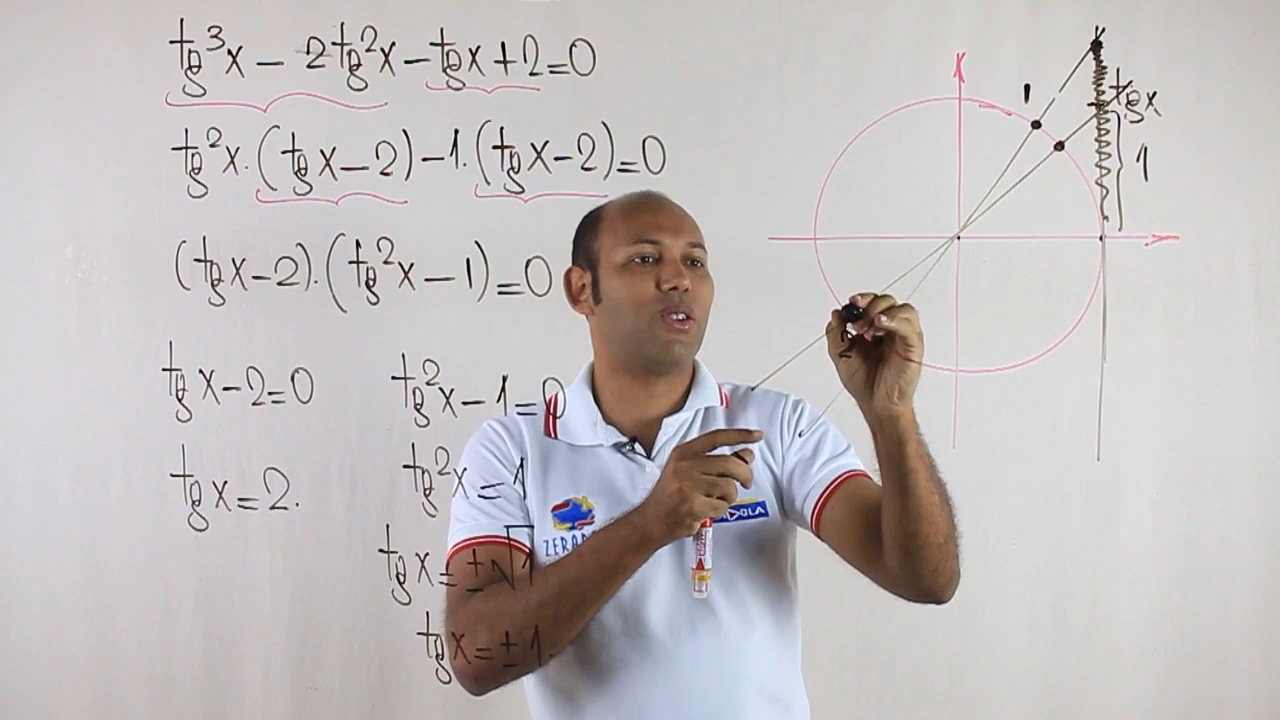 tg³x − 2tg²x − tgx + 2 = 0
tg²x · (tgx − 2) − 1 · (tgx − 2) = 0
(tgx − 2) · (tg²x − 1) = 0
tgx − 2 = 0
tgx = 2.
tg²x − 1 = 0
tg²x = 1
tgx = ± √1
tgx = ± 1.
tgx
1